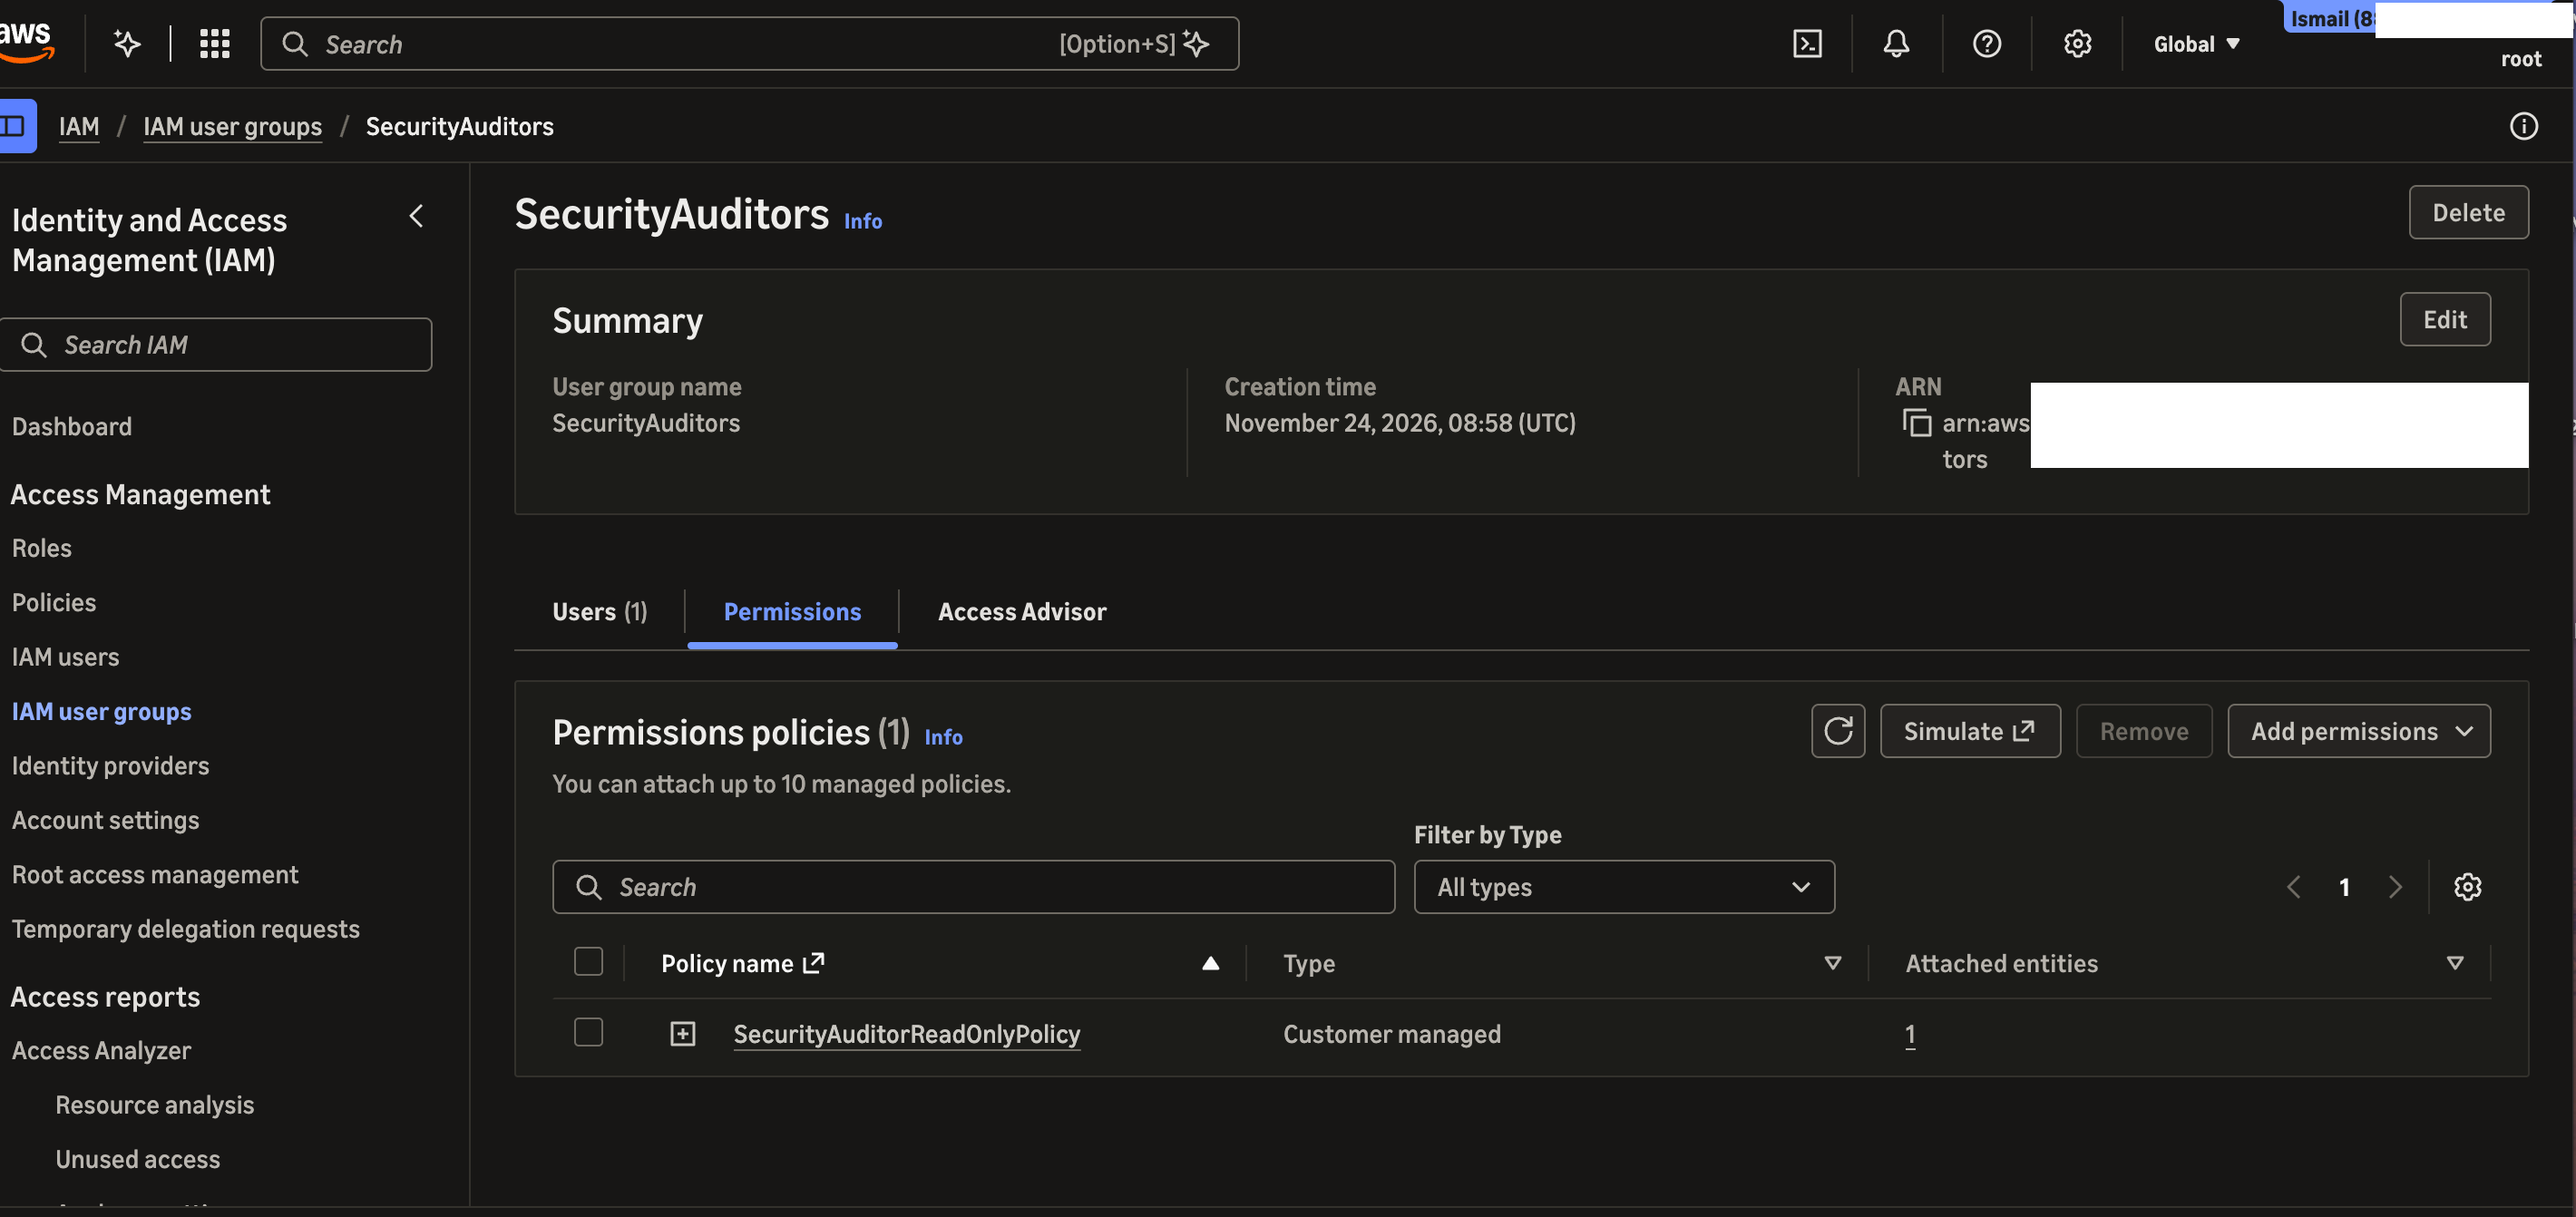 aws
Search
[Option+S]
Global
Ismail (8
root
IAM / IAM user groups / SecurityAuditors
Identity and Access
Management (IAM)
Search IAM
Dashboard
Access Management
Roles
Policies
IAM users
IAM user groups
Identity providers
Account settings
Root access management
Temporary delegation requests
Access reports
Access Analyzer
Resource analysis
Unused access
SecurityAuditors Info
Delete
Summary
Edit
User group name
SecurityAuditors
Creation time
November 24, 2026, 08:58 (UTC)
ARN
arn:aws
tors
Users (1)
Permissions
Access Advisor
Permissions policies (1) Info
You can attach up to 10 managed policies.
Simulate
Remove
Add permissions
Filter by Type
Search
All types
1
Policy name
Type
Attached entities
SecurityAuditorReadOnlyPolicy
Customer managed
1